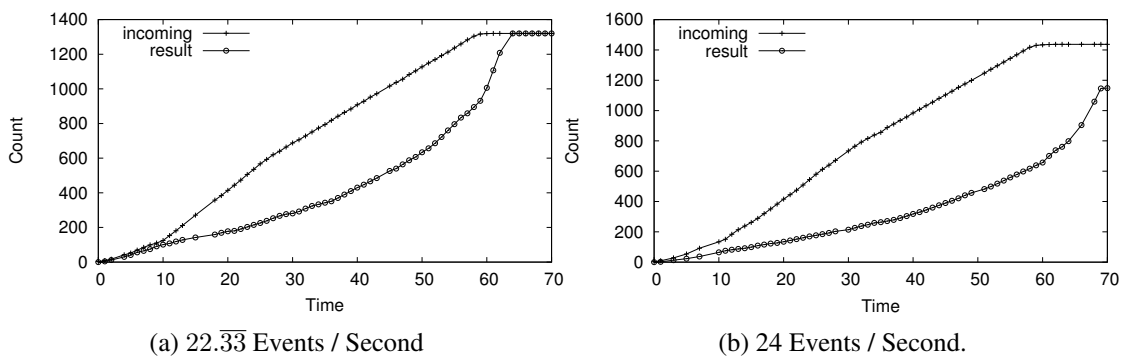 1400
1200
1000
800
600
400
200
0
Count
incoming
result
0 10 20 30 40 50 60 70
Time
(a) 22.3̅3̅ Events / Second
1600
1400
1200
1000
800
600
400
200
0
Count
incoming
result
0 10 20 30 40 50 60 70
Time
(b) 24 Events / Second.